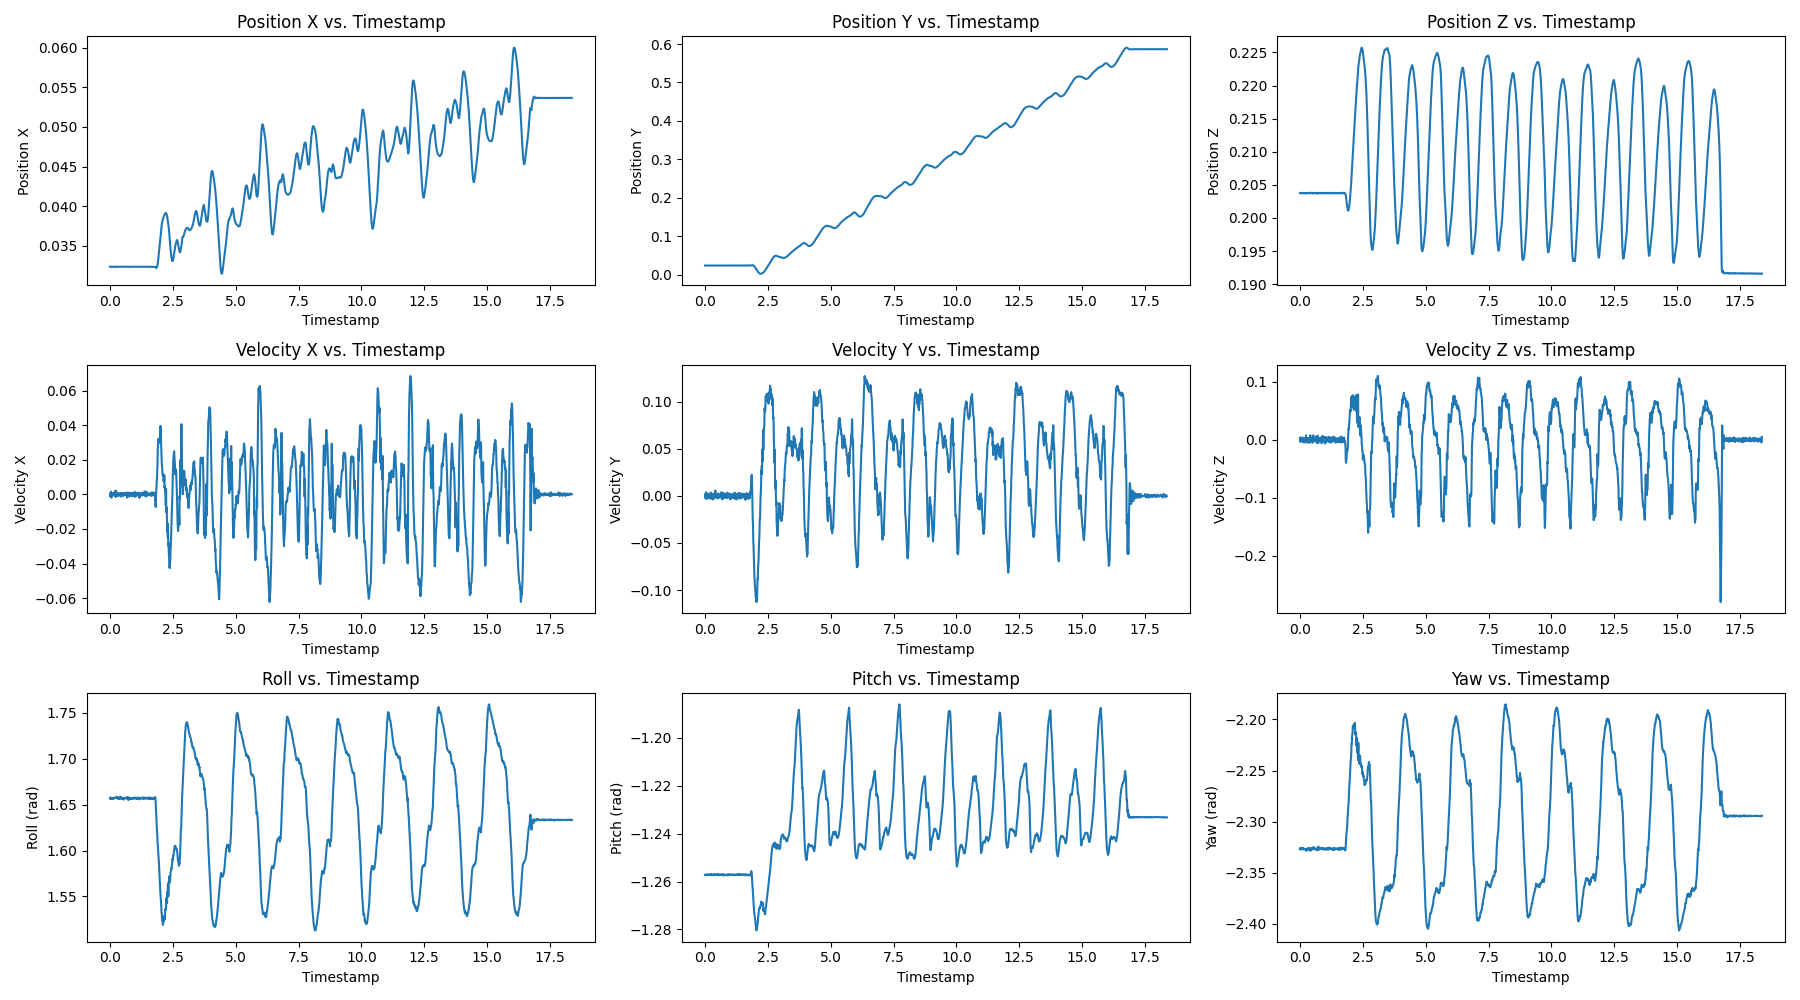 Position X vs. Timestamp
Position X
0.060
0.055
0.050
0.045
0.040
0.035
0.0 2.5 5.0 7.5 10.0 12.5 15.0 17.5
Timestamp
Position Y vs. Timestamp
Position Y
0.6
0.5
0.4
0.3
0.2
0.1
0.0
0.0 2.5 5.0 7.5 10.0 12.5 15.0 17.5
Timestamp
Position Z vs. Timestamp
Position Z
0.225
0.220
0.215
0.210
0.205
0.200
0.195
0.190
0.0 2.5 5.0 7.5 10.0 12.5 15.0 17.5
Timestamp
Velocity X vs. Timestamp
Velocity X
0.06
0.04
0.02
0.00
−0.02
−0.04
−0.06
0.0 2.5 5.0 7.5 10.0 12.5 15.0 17.5
Timestamp
Velocity Y vs. Timestamp
Velocity Y
0.10
0.05
0.00
−0.05
−0.10
0.0 2.5 5.0 7.5 10.0 12.5 15.0 17.5
Timestamp
Velocity Z vs. Timestamp
Velocity Z
0.1
0.0
−0.1
−0.2
0.0 2.5 5.0 7.5 10.0 12.5 15.0 17.5
Timestamp
Roll vs. Timestamp
Roll (rad)
1.75
1.70
1.65
1.60
1.55
0.0 2.5 5.0 7.5 10.0 12.5 15.0 17.5
Timestamp
Pitch vs. Timestamp
Pitch (rad)
−1.20
−1.22
−1.24
−1.26
−1.28
0.0 2.5 5.0 7.5 10.0 12.5 15.0 17.5
Timestamp
Yaw vs. Timestamp
Yaw (rad)
−2.20
−2.25
−2.30
−2.35
−2.40
0.0 2.5 5.0 7.5 10.0 12.5 15.0 17.5
Timestamp